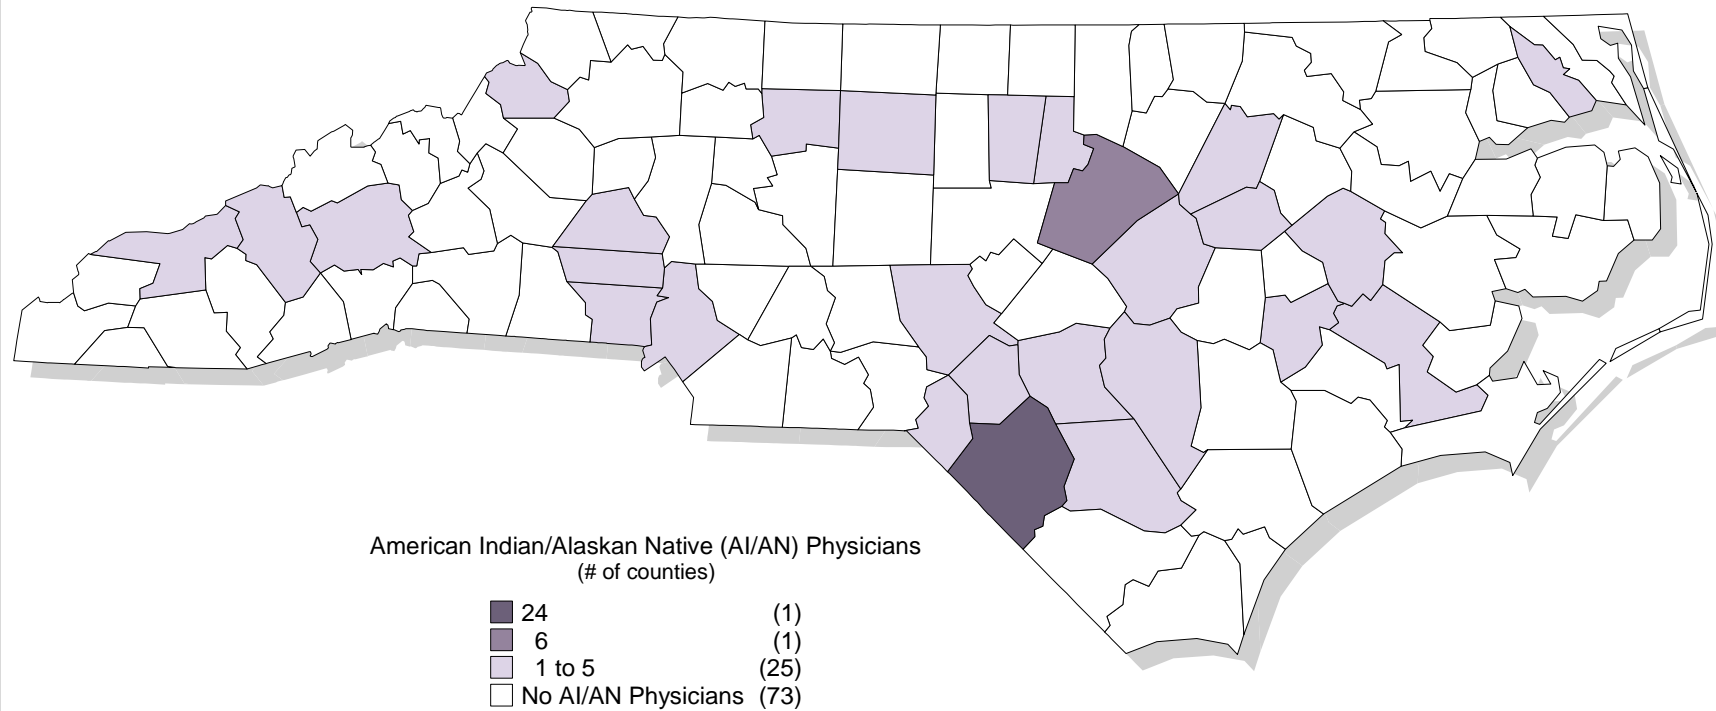 American Indian/Alaskan Native (AI/AN) Physicians
(# of counties)
24 (1)
6 (1)
1 to 5 (25)
No AI/AN Physicians (73)